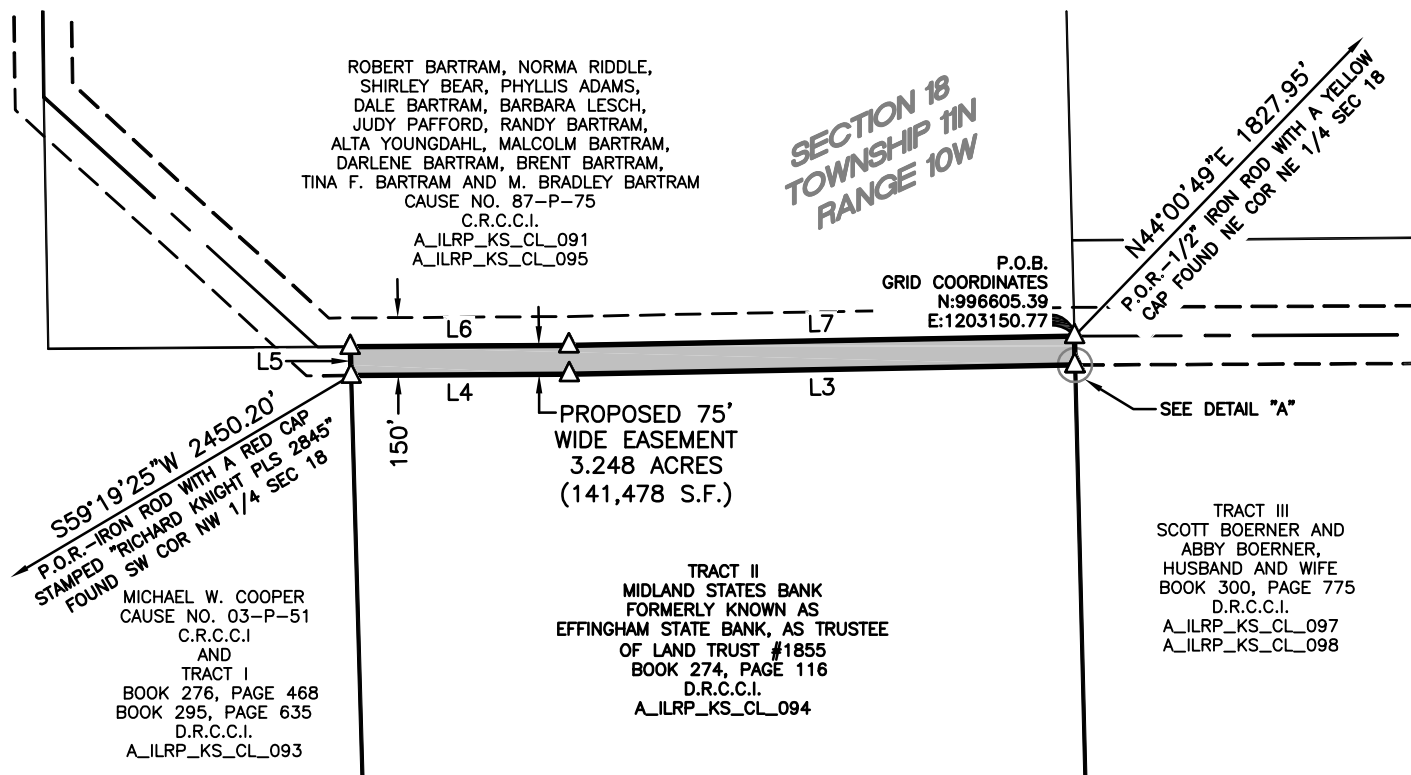 ROBERT BARTRAM, NORMA RIDDLE,
SHIRLEY BEAR, PHYLLIS ADAMS,
DALE BARTRAM, BARBARA LESCH,
JUDY PAFFORD, RANDY BARTRAM,
ALTA YOUNGDAHL, MALCOLM BARTRAM,
DARLENE BARTRAM, BRENT BARTRAM,
TINA F. BARTRAM AND M. BRADLEY BARTRAM
CAUSE NO. 87-P-75
C.R.C.C.I.
A_ILRP_KS_CL_091
A_ILRP_KS_CL_095
SECTION 18
TOWNSHIP 11N
RANGE 10W
N44°00'49"E 1827.95'
P.O.R.-1/2" IRON ROD WITH A YELLOW
CAP FOUND NE COR NE 1/4 SEC 18
P.O.B.
GRID COORDINATES
N:996605.39
E:1203150.77
L6
L7
L5
L4
L3
150'
PROPOSED 75'
WIDE EASEMENT
3.248 ACRES
(141,478 S.F.)
SEE DETAIL "A"
S59°19'25"W 2450.20'
P.O.R.-IRON ROD WITH A RED CAP
STAMPED "RICHARD KNIGHT PLS 2845"
FOUND SW COR NW 1/4 SEC 18
MICHAEL W. COOPER
CAUSE NO. 03-P-51
C.R.C.C.I
AND
TRACT I
BOOK 276, PAGE 468
BOOK 295, PAGE 635
D.R.C.C.I.
A_ILRP_KS_CL_093
TRACT II
MIDLAND STATES BANK
FORMERLY KNOWN AS
EFFINGHAM STATE BANK, AS TRUSTEE
OF LAND TRUST #1855
BOOK 274, PAGE 116
D.R.C.C.I.
A_ILRP_KS_CL_094
TRACT III
SCOTT BOERNER AND
ABBY BOERNER,
HUSBAND AND WIFE
BOOK 300, PAGE 775
D.R.C.C.I.
A_ILRP_KS_CL_097
A_ILRP_KS_CL_098